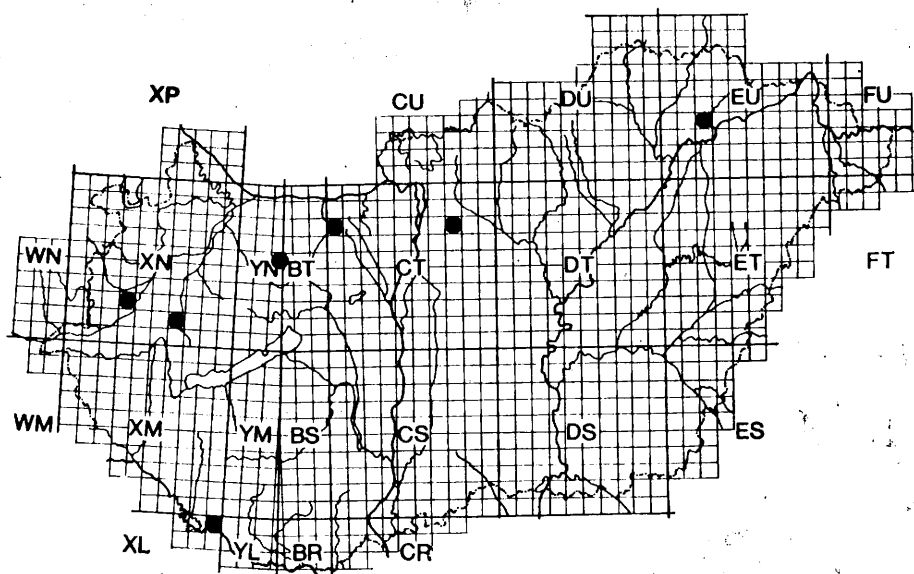 XP CU DU EU FU
WN XN YN BT CT DT ET FT
WM XM YM BS CS DS ES
XL YL BR CR